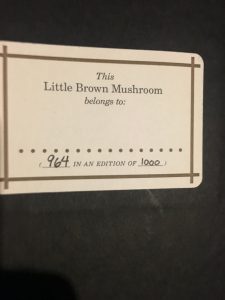 This
Little Brown Mushroom
belongs to:
( 964 IN AN EDITION OF 1000 )